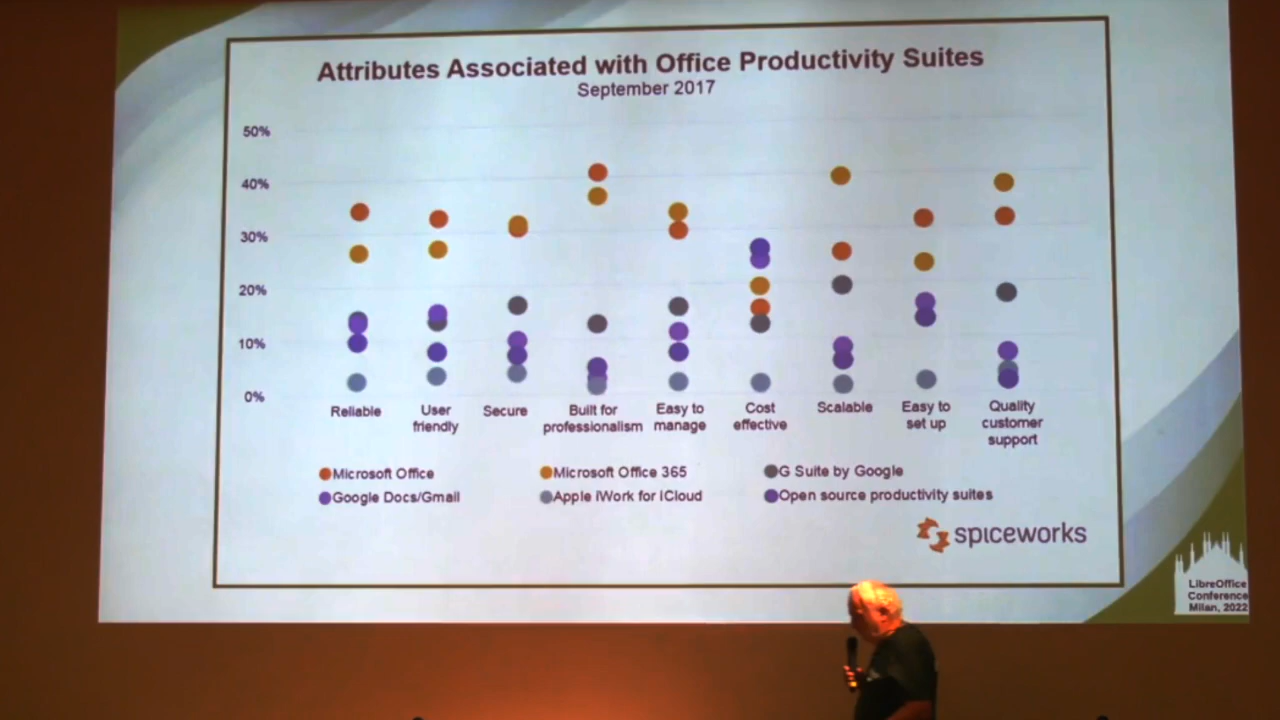 Attributes Associated with Office Productivity Suites
September 2017
50%
40%
30%
20%
10%
0%
Reliable
User
friendly
Secure
Built for
professionalism
Easy to
manage
Cost
effective
Scalable
Easy to
set up
Quality
customer
support
Microsoft Office
Microsoft Office 365
G Suite by Google
Google Docs/Gmail
Apple iWork for iCloud
Open source productivity suites
spiceworks
LibreOffice
Conference
Milan, 2022